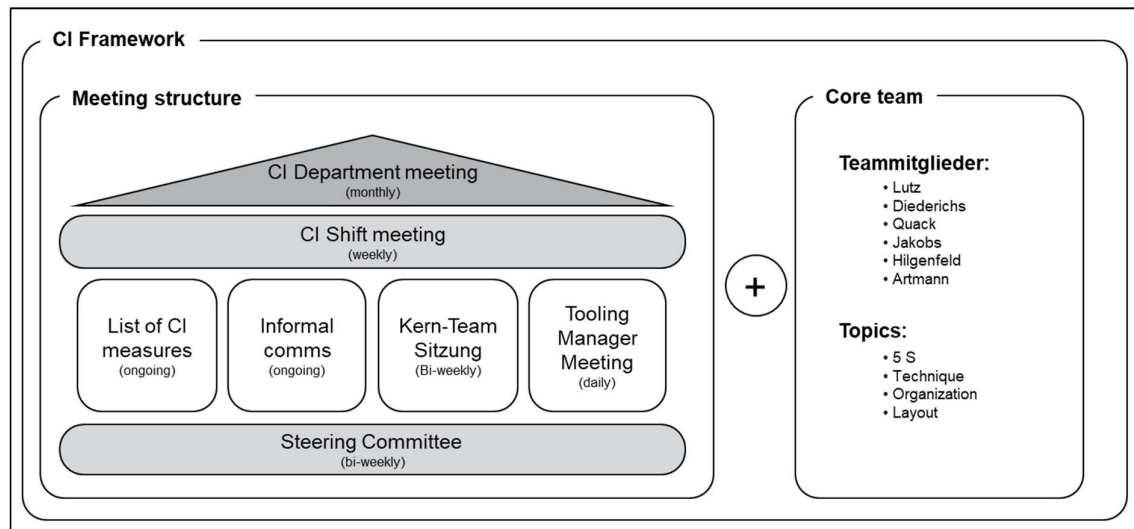 CI Framework
Meeting structure
CI Department meeting
(monthly)
CI Shift meeting
(weekly)
List of CI
measures
(ongoing)
Informal
comms
(ongoing)
Kern-Team
Sitzung
(Bi-weekly)
Tooling
Manager
Meeting
(daily)
Steering Committee
(bi-weekly)
+
Core team
Teammitglieder:
• Lutz
• Diederichs
• Quack
• Jakobs
• Hilgenfeld
• Artmann
Topics:
• 5 S
• Technique
• Organization
• Layout